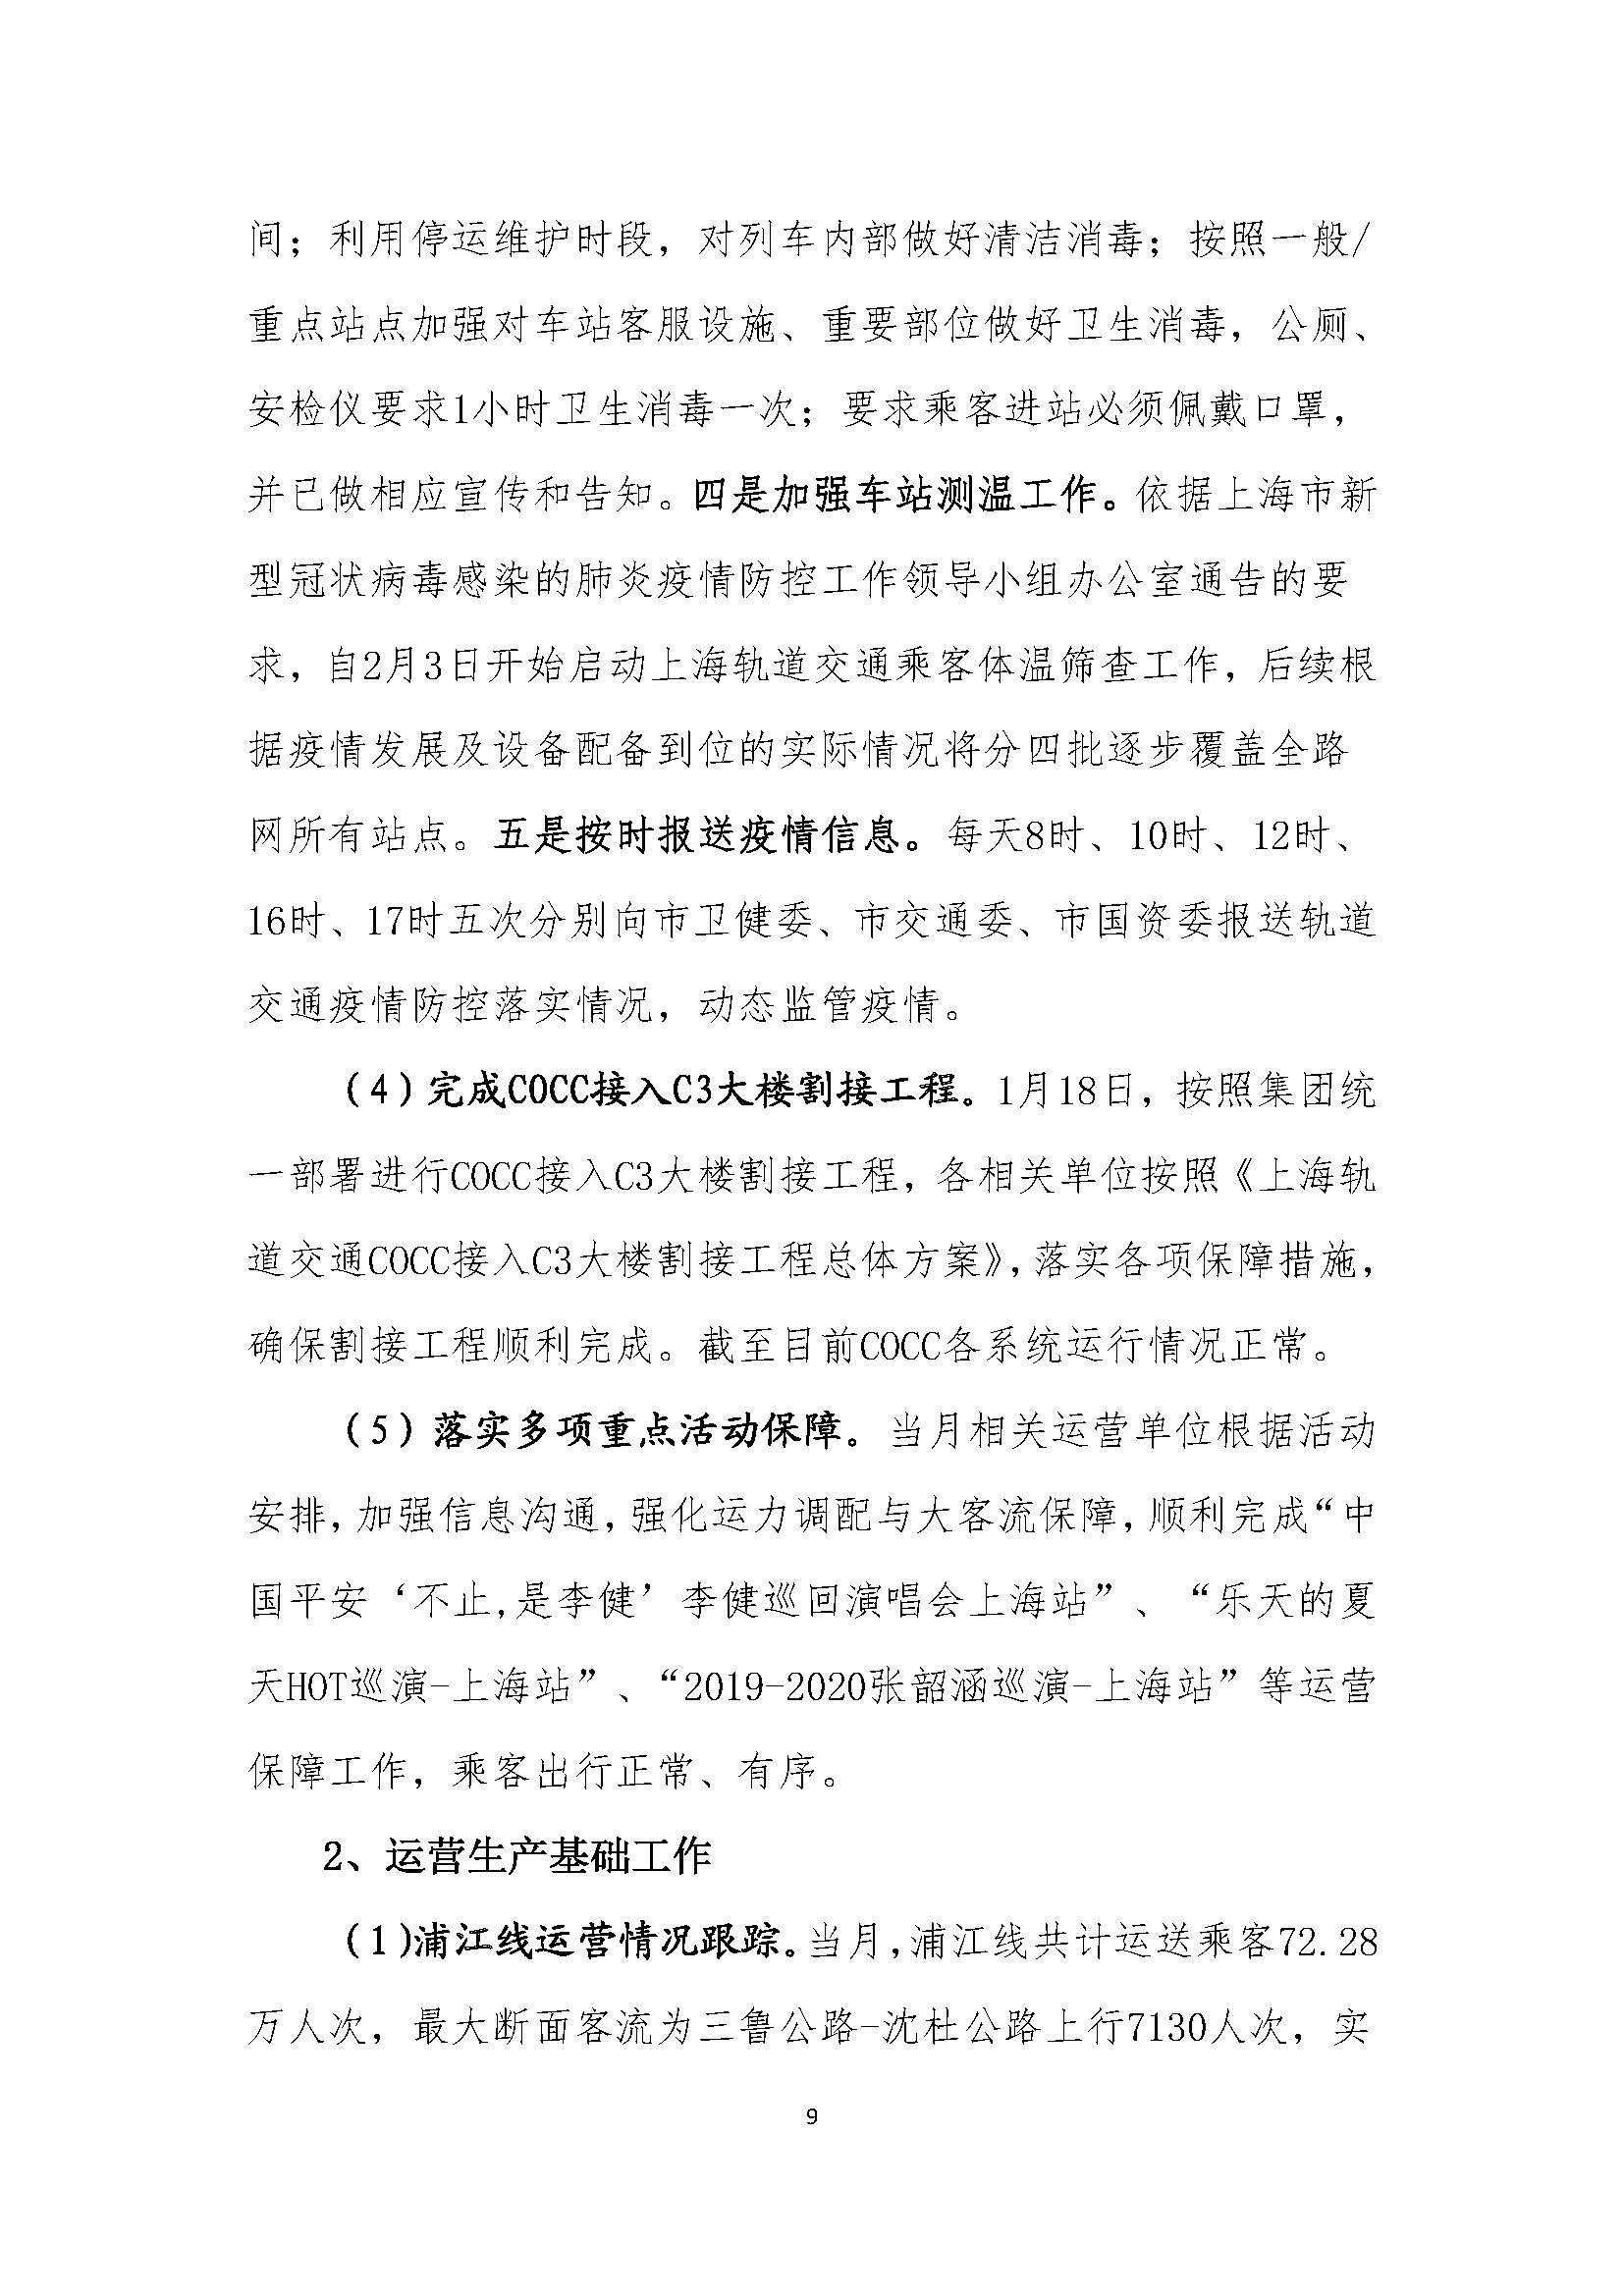 间；利用停运维护时段，对列车内部做好清洁消毒；按照一般/
重点站点加强对车站客服设施、重要部位做好卫生消毒，公厕、
安检仪要求1小时卫生消毒一次；要求乘客进站必须佩戴口罩，
并已做相应宣传和告知。四是加强车站测温工作。依据上海市新
型冠状病毒感染的肺炎疫情防控工作领导小组办公室通告的要
求，自2月3日开始启动上海轨道交通乘客体温筛查工作，后续根
据疫情发展及设备配备到位的实际情况将分四批逐步覆盖全路
网所有站点。五是按时报送疫情信息。每天8时、10时、12时、
16时、17时五次分别向市卫健委、市交通委、市国资委报送轨道
交通疫情防控落实情况，动态监管疫情。
（4）完成COCC接入C3大楼割接工程。1月18日，按照集团统
一部署进行COCC接入C3大楼割接工程，各相关单位按照《上海轨
道交通COCC接入C3大楼割接工程总体方案》，落实各项保障措施，
确保割接工程顺利完成。截至目前COCC各系统运行情况正常。
（5）落实多项重点活动保障。当月相关运营单位根据活动
安排，加强信息沟通，强化运力调配与大客流保障，顺利完成“中
国平安‘不止,是李健’李健巡回演唱会上海站”、“乐天的夏
天HOT巡演-上海站”、“2019-2020张韶涵巡演-上海站”等运营
保障工作，乘客出行正常、有序。
2、运营生产基础工作
（1）浦江线运营情况跟踪。当月，浦江线共计运送乘客72.28
万人次，最大断面客流为三鲁公路-沈杜公路上行7130人次，实
9